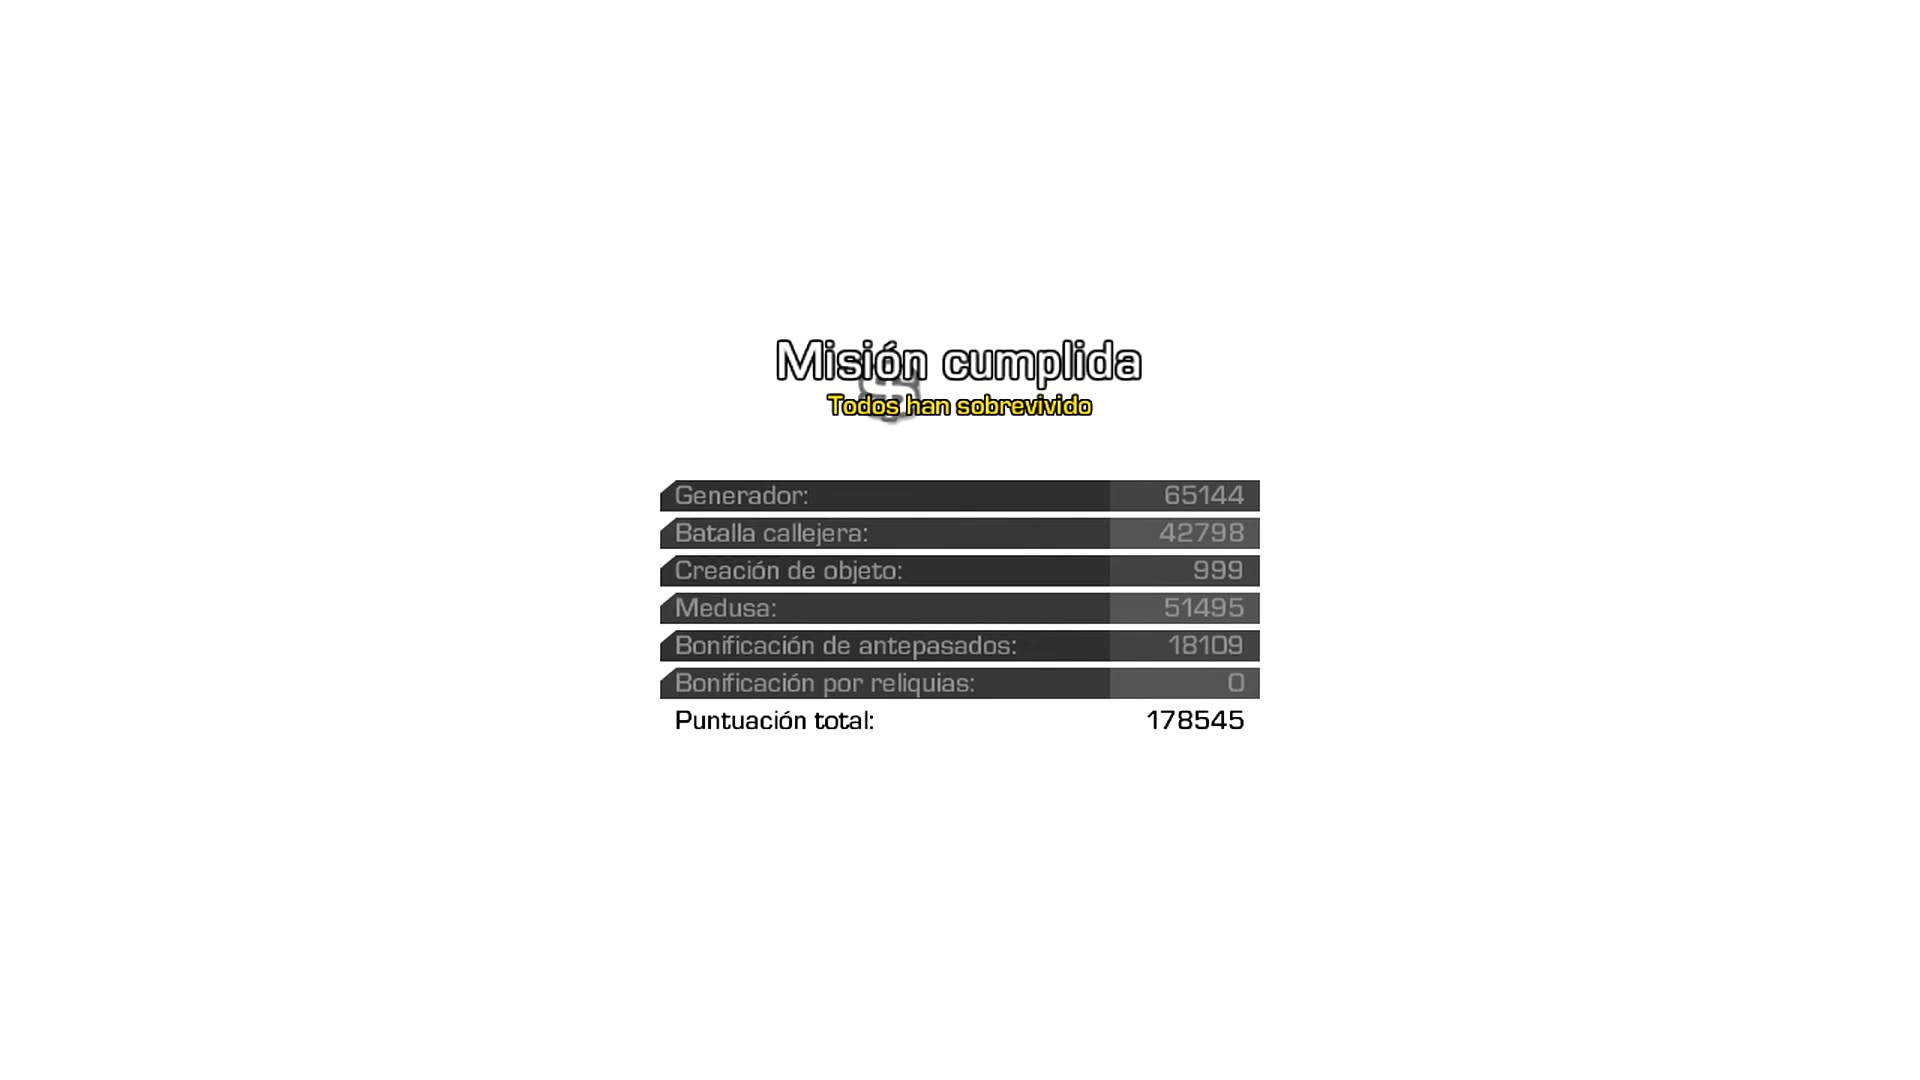 Misión cumplida
Todos han sobrevivido
Generador: 65144
Batalla callejera: 42798
Creación de objeto: 999
Medusa: 51495
Bonificación de antepasados: 18109
Bonificación por reliquias: 0
Puntuación total: 178545